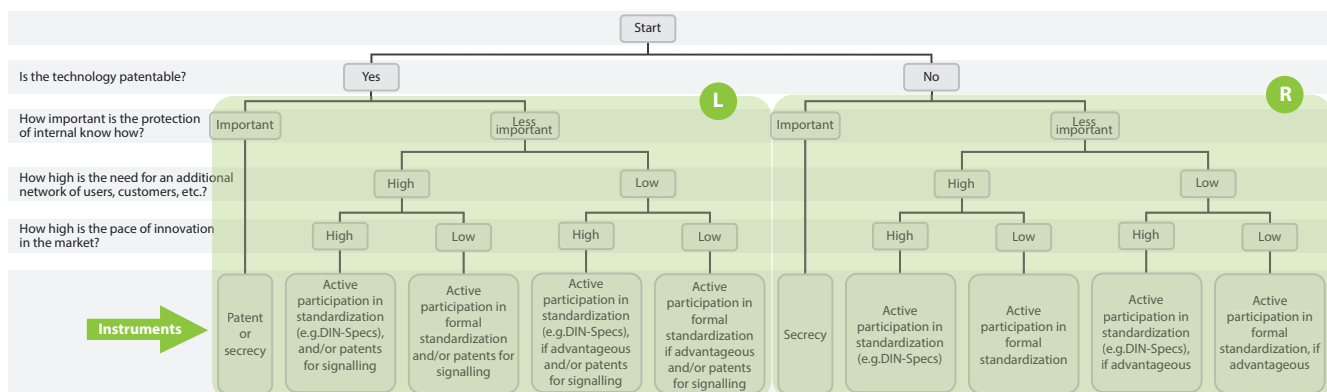 Start
Is the technology patentable?
Yes
No
L
R
How important is the protection
of internal know how?
Important
Less
important
Important
Less
important
How high is the need for an additional
network of users, customers, etc.?
High
Low
High
Low
How high is the pace of innovation
in the market?
High
Low
High
Low
High
Low
High
Low
Instruments
Patent
or
secrecy
Active
participation in
standardization
(e.g.DIN-Specs),
and/or patents
for signalling
Active
participation in
formal
standardization
and/or patents for
signalling
Active
participation in
standardization
(e.g.DIN-Specs),
if advantageous
and/or patents
for signalling
Active
participation in
formal
standardization
if advantageous
and/or patents
for signalling
Secrecy
Active
participation in
standardization
(e.g.DIN-Specs)
Active
participation in
formal
standardization
Active
participation in
standardization
(e.g.DIN-Specs),
if advantageous
Active
participation in
formal
standardization, if
advantageous